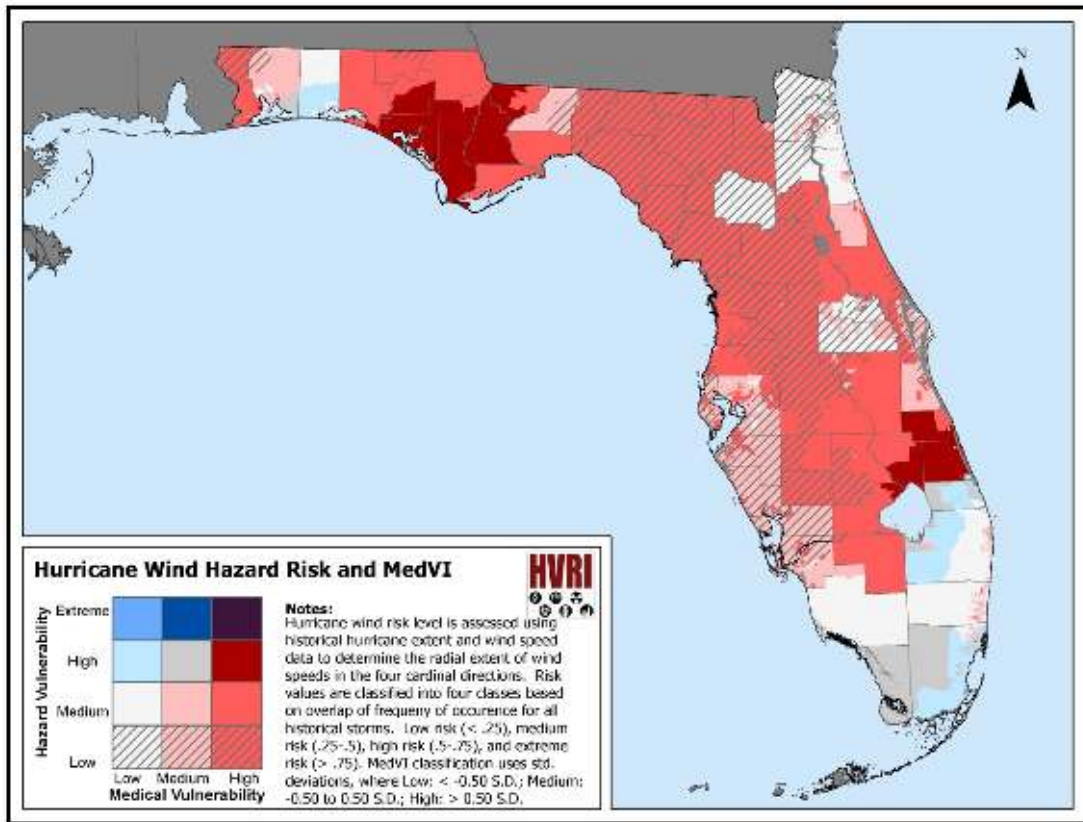 N
Hurricane Wind Hazard Risk and MedVI
HVRI
Extreme
High
Medium
Low
Hazard Vulnerability
Low Medium High
Medical Vulnerability
Notes:
Hurricane wind risk level is assessed using
historical hurricane extent and wind speed
data to determine the radial extent of wind
speeds in the four cardinal directions. Risk
values are classified into four classes based
on overlap of frequeny of occurence for all
historical storms. Low risk (< .25), medium
risk (.25-.5), high risk (.5-.75), and extreme
risk (> .75). MedVI classification uses std.
deviations, where Low: < -0.50 S.D.; Medium:
-0.50 to 0.50 S.D.; High: > 0.50 S.D.